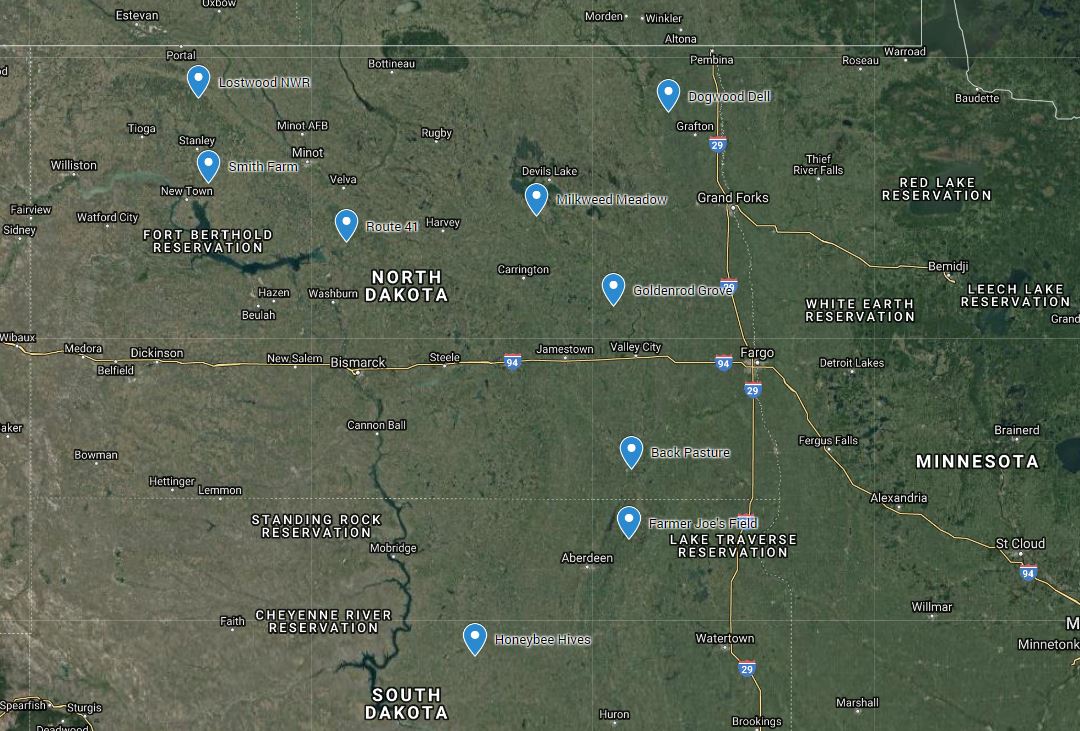 Oxbow
Estevan
Morden
Winkler
Altona
Portal
Bottineau
Pembina
Roseau
Warroad
Lostwood NWR
Dogwood Dell
Baudette
Tioga
Stanley
Minot AFB
Rugby
Grafton
29
Minot
Williston
Smith Farm
Velva
Devils Lake
Thief
River Falls
New Town
Milkweed Meadow
Grand Forks
RED LAKE
RESERVATION
Fairview
Watford City
Sidney
Route 41
Harvey
FORT BERTHOLD
RESERVATION
Carrington
Bemidji
NORTH
DAKOTA
Hazen
Washburn
Beulah
Goldenrod Grove
29
WHITE EARTH
RESERVATION
LEECH LAKE
RESERVATION
Grand
Wibaux
Medora
Dickinson
Belfield
New Salem
Bismarck
Steele
94
Jamestown
Valley City
94
Fargo
Detroit Lakes
29
aker
Cannon Ball
Bowman
Back Pasture
Fergus Falls
Brainerd
MINNESOTA
Hettinger
Lemmon
Alexandria
STANDING ROCK
RESERVATION
Farmer Joe's Field
LAKE TRAVERSE
RESERVATION
Mobridge
Aberdeen
St Cloud
94
Faith
CHEYENNE RIVER
RESERVATION
Willmar
Honeybee Hives
Watertown
M
Minnetonk
29
SOUTH
DAKOTA
Spearfish
Sturgis
Deadwood
Huron
Marshall
Brookings